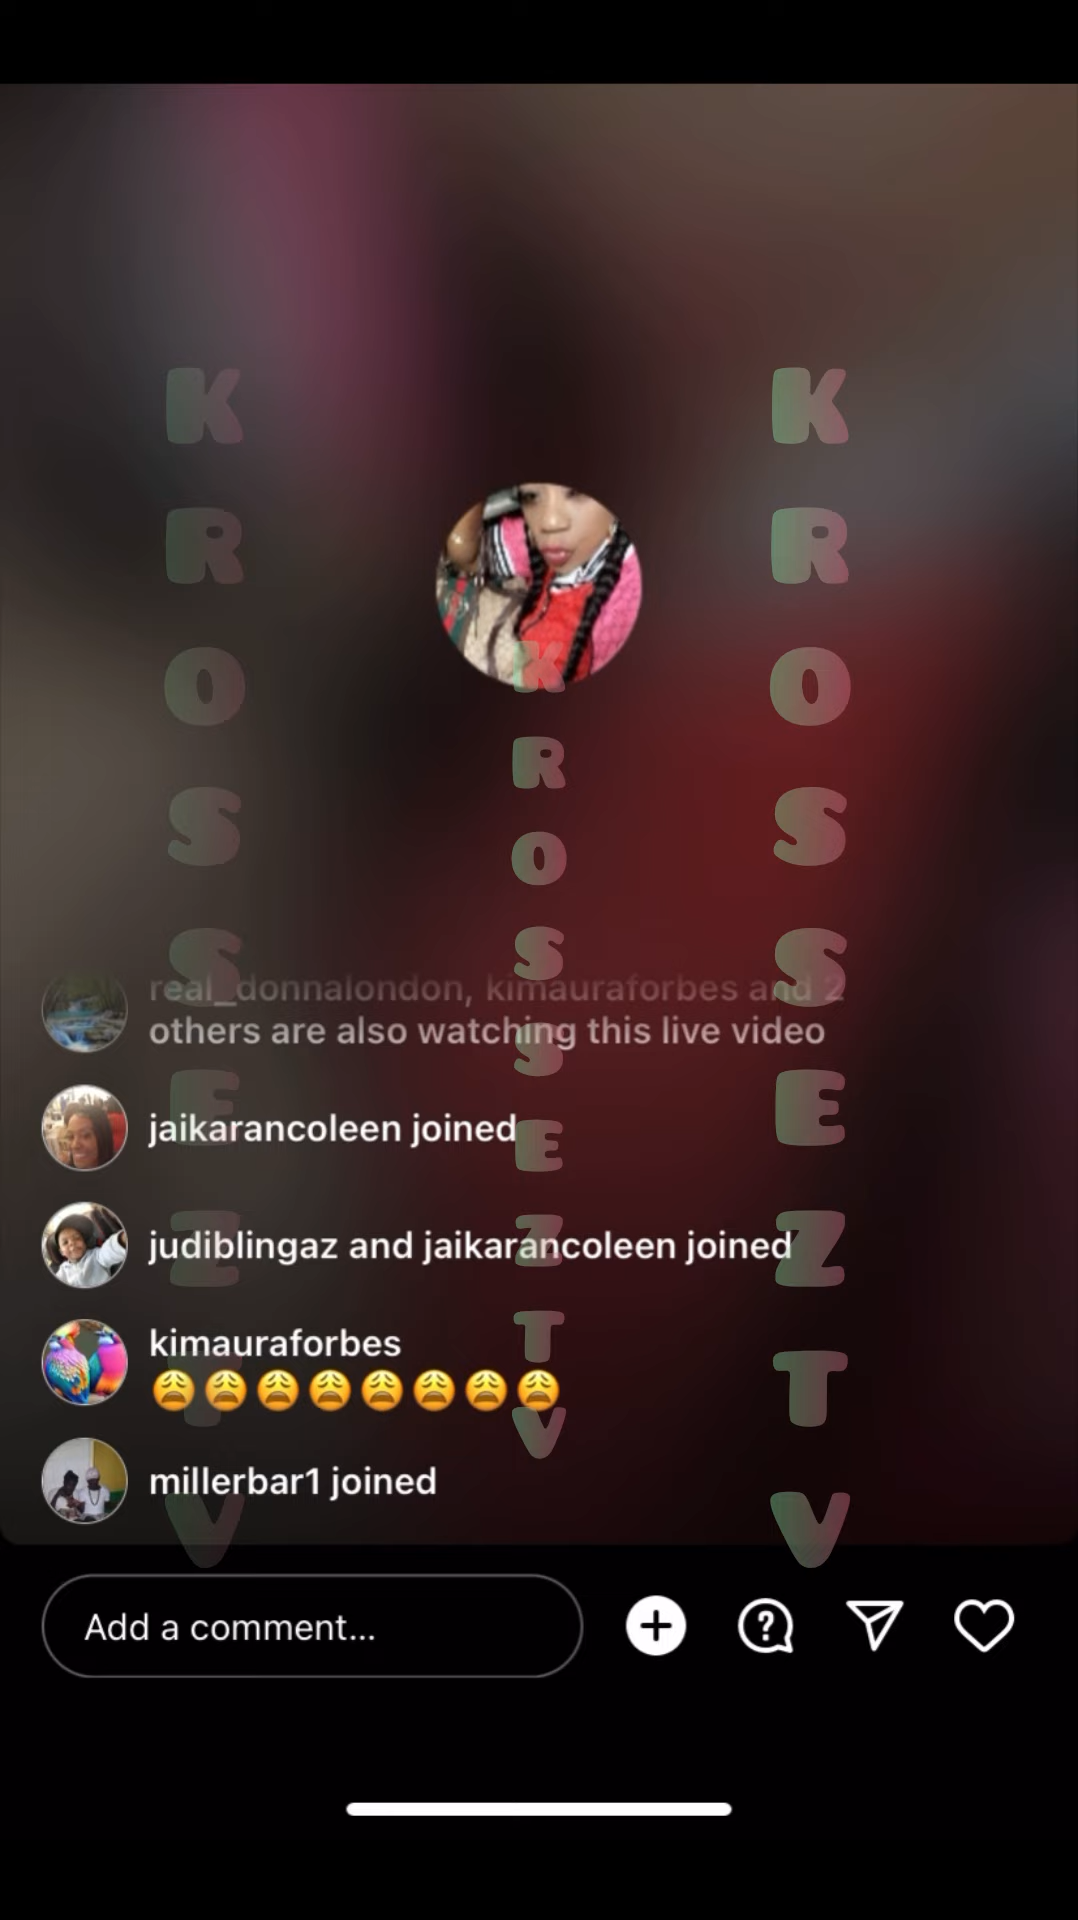 KROSSEZTV
KROSSEZTV
KROSSEZTV
real_donnalondon, kimauraforbes and 2
others are also watching this live video
jaikarancoleen joined
judiblingaz and jaikarancoleen joined
kimauraforbes
😩😩😩😩😩😩😩😩
millerbar1 joined
Add a comment...